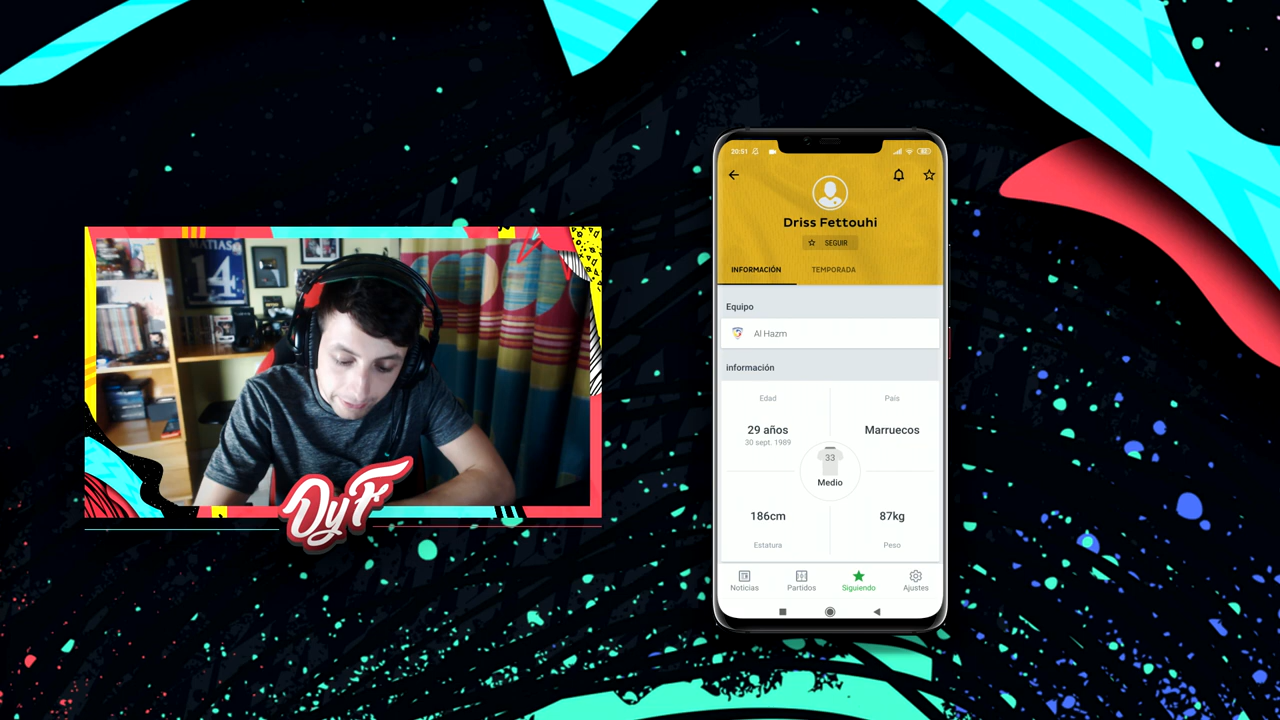 MATIAS
14
DyF
20:51
Driss Fettouhi
SEGUIR
INFORMACIÓN
TEMPORADA
Equipo
Al Hazm
información
Edad
País
29 años
Marruecos
30 sept. 1989
33
Medio
186cm
87kg
Estatura
Peso
Noticias
Partidos
Siguiendo
Ajustes